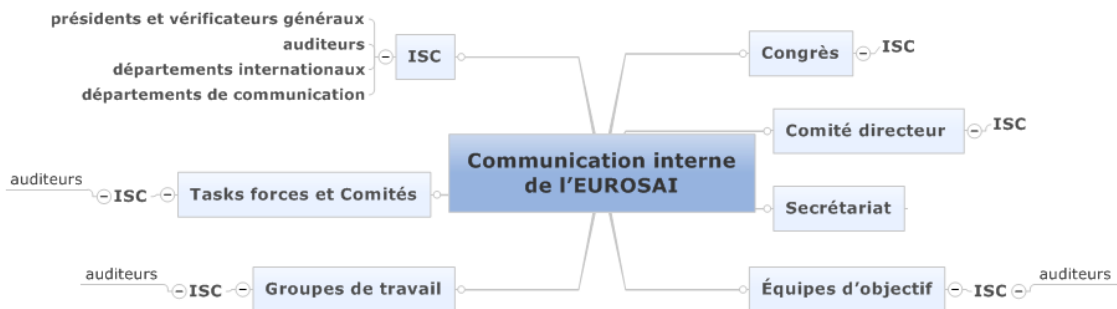 présidents et vérificateurs généraux
auditeurs
départements internationaux
départements de communication
ISC
Congrès
ISC
Comité directeur
ISC
Communication interne
de l’EUROSAI
auditeurs
ISC
Tasks forces et Comités
Secrétariat
auditeurs
ISC
Groupes de travail
Équipes d’objectif
ISC
auditeurs